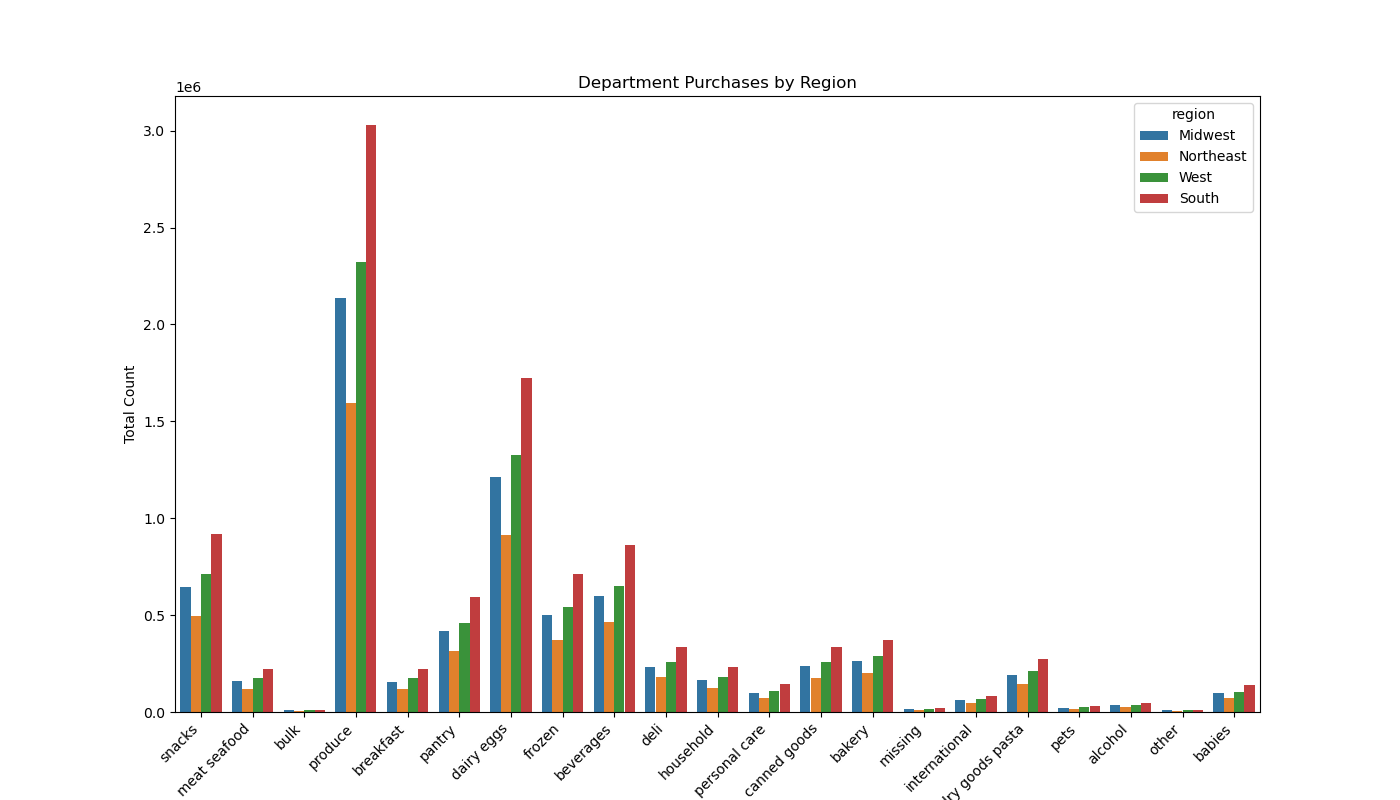 Department Purchases by Region
1e6
3.0
2.5
2.0
1.5
1.0
0.5
0.0
Total Count
region
Midwest
Northeast
West
South
snacks
meat seafood
bulk
produce
breakfast
pantry
dairy eggs
frozen
beverages
deli
household
personal care
canned goods
bakery
missing
international
goods pasta
pets
alcohol
other
babies